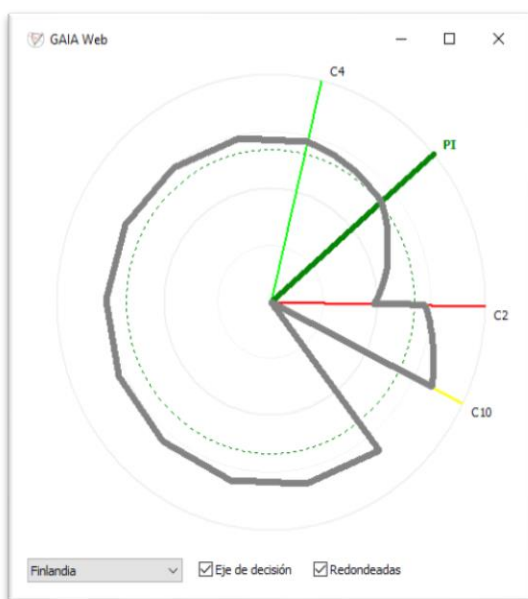 GAIA Web
C4
PI
C2
C10
Finlandia
Eje de decisión
Redondeadas